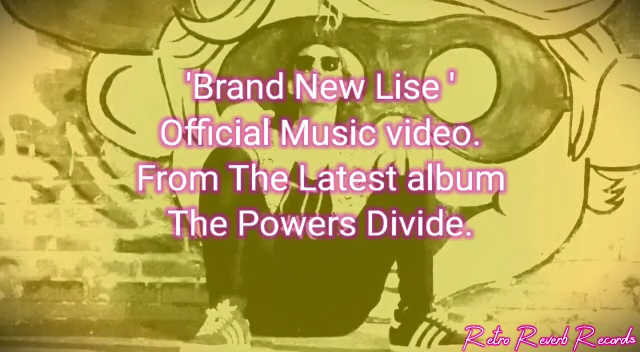 'Brand New Lise '
Official Music video.
From The Latest album
The Powers Divide.
Retro Reverb Records